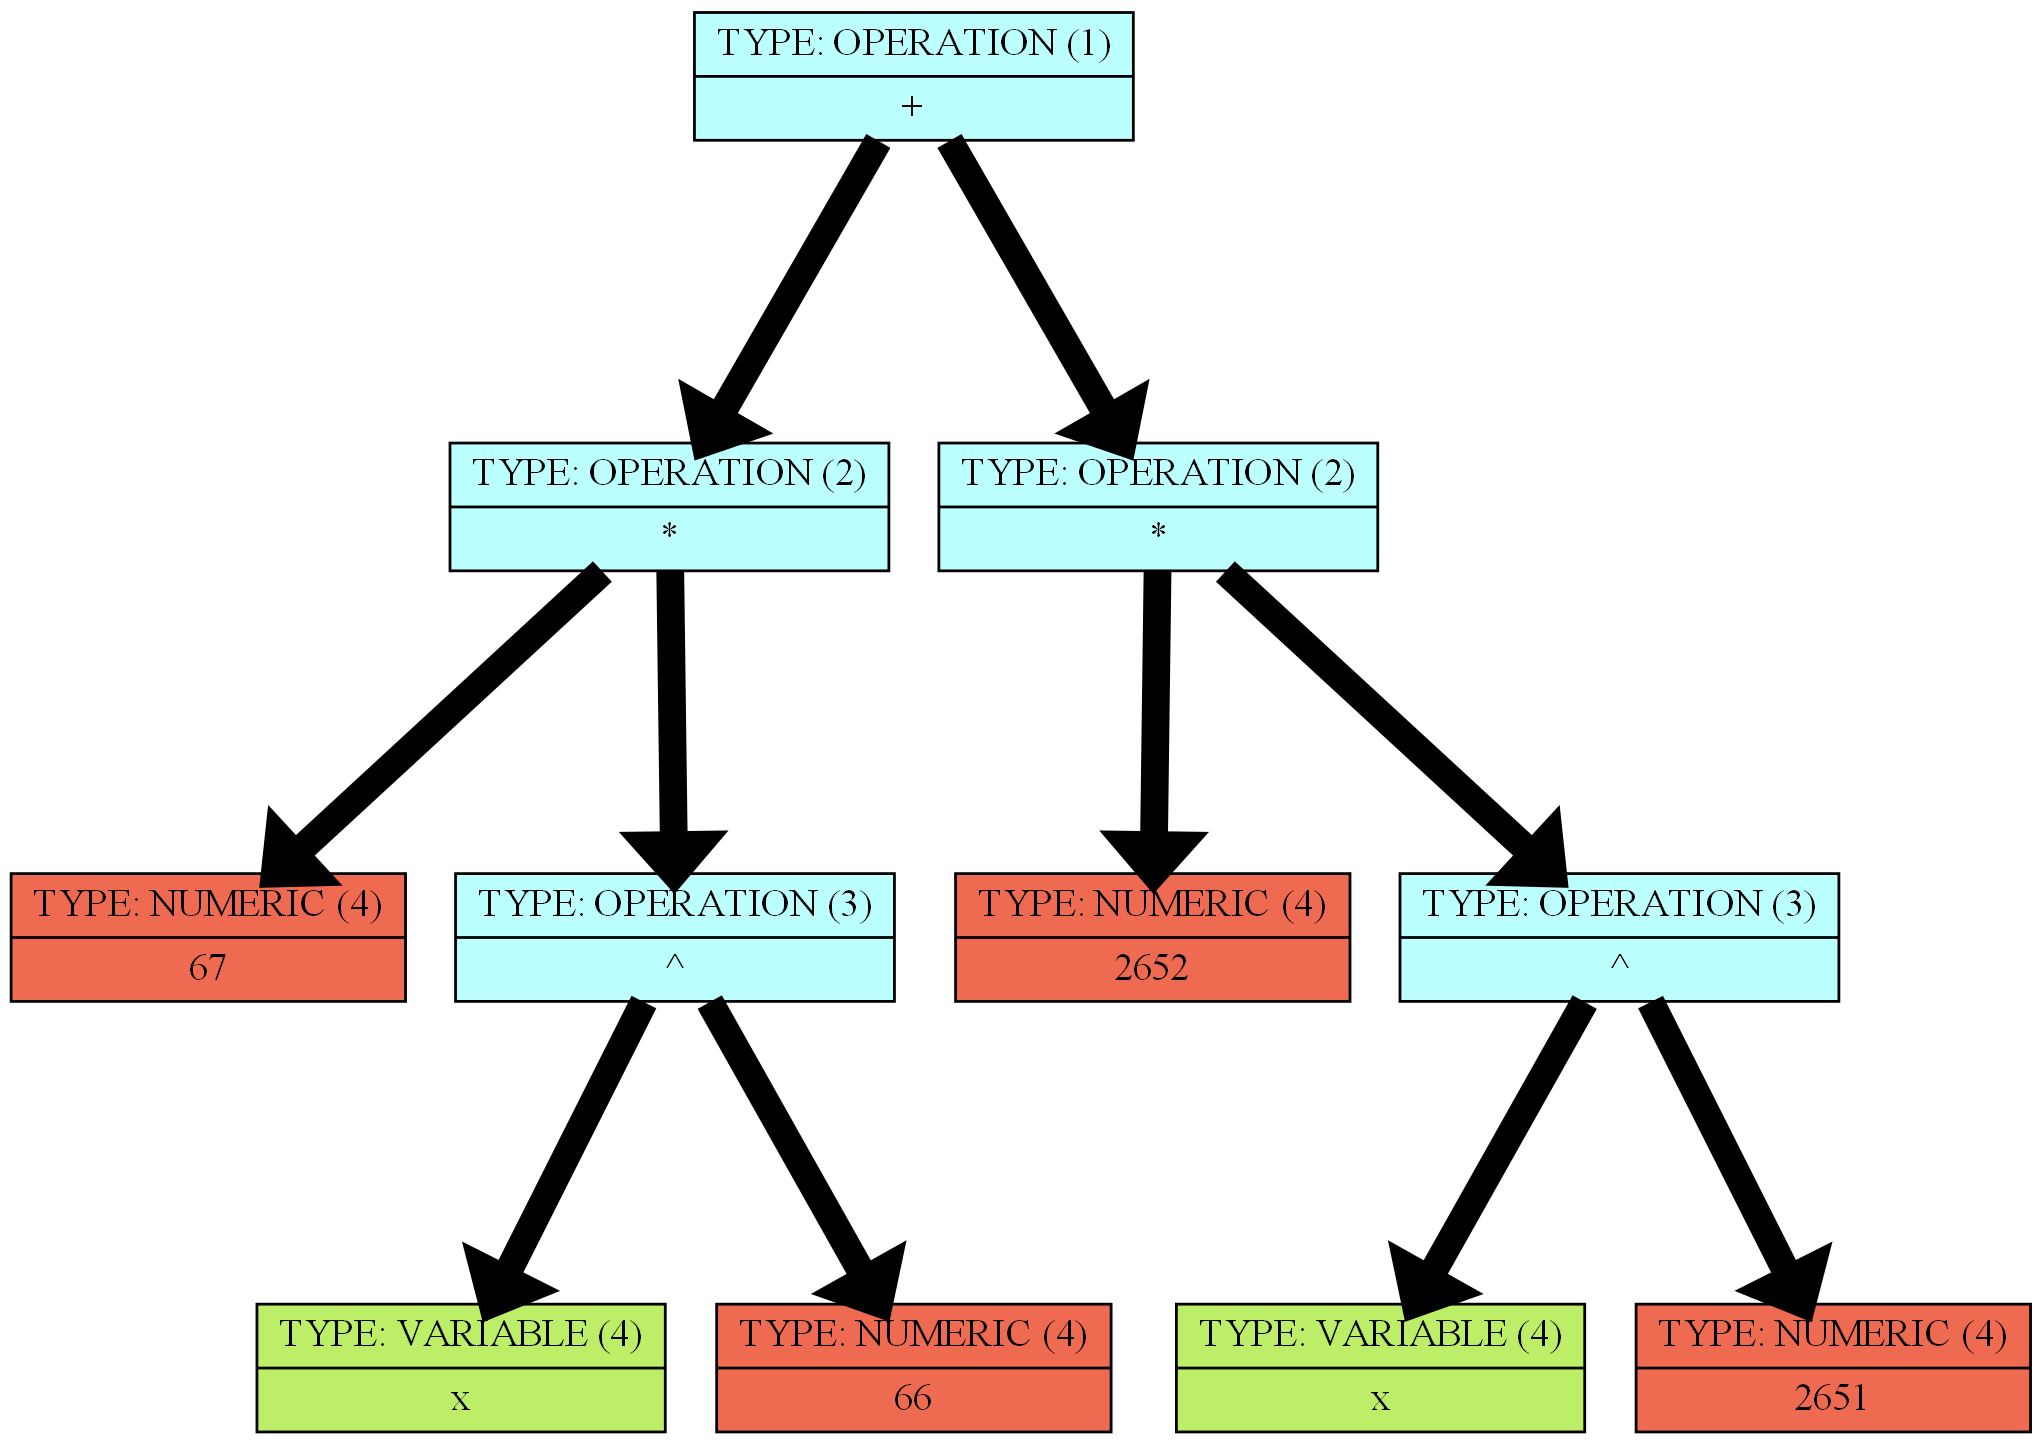 TYPE: OPERATION (1)
+
TYPE: OPERATION (2)
*
TYPE: OPERATION (2)
*
TYPE: NUMERIC (4)
67
TYPE: OPERATION (3)
^
TYPE: NUMERIC (4)
2652
TYPE: OPERATION (3)
^
TYPE: VARIABLE (4)
x
TYPE: NUMERIC (4)
66
TYPE: VARIABLE (4)
x
TYPE: NUMERIC (4)
2651